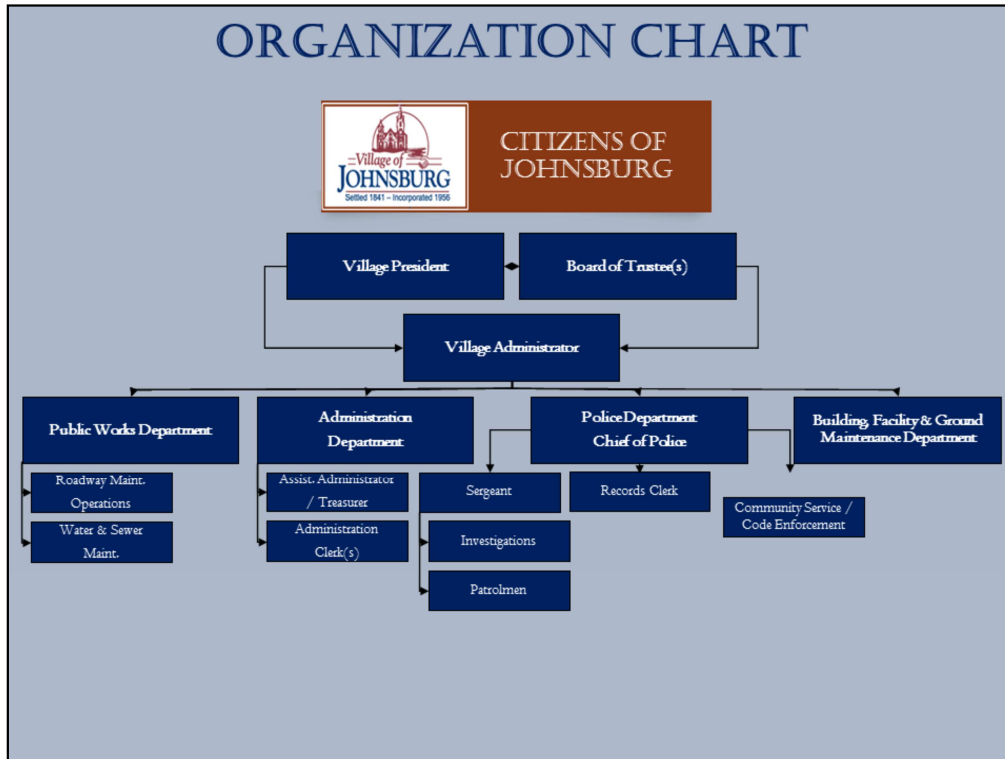 ORGANIZATION CHART
Village of
JOHNSBURG
Settled 1841 – Incorporated 1956
CITIZENS OF
JOHNSBURG
Village President
Board of Trustee(s)
Village Administrator
Public Works Department
Administration
Department
Police Department
Chief of Police
Building, Facility & Ground
Maintenance Department
Roadway Maint.
Operations
Water & Sewer
Maint.
Assist. Administrator
/ Treasurer
Administration
Clerk(s)
Sergeant
Investigations
Patrolmen
Records Clerk
Community Service /
Code Enforcement